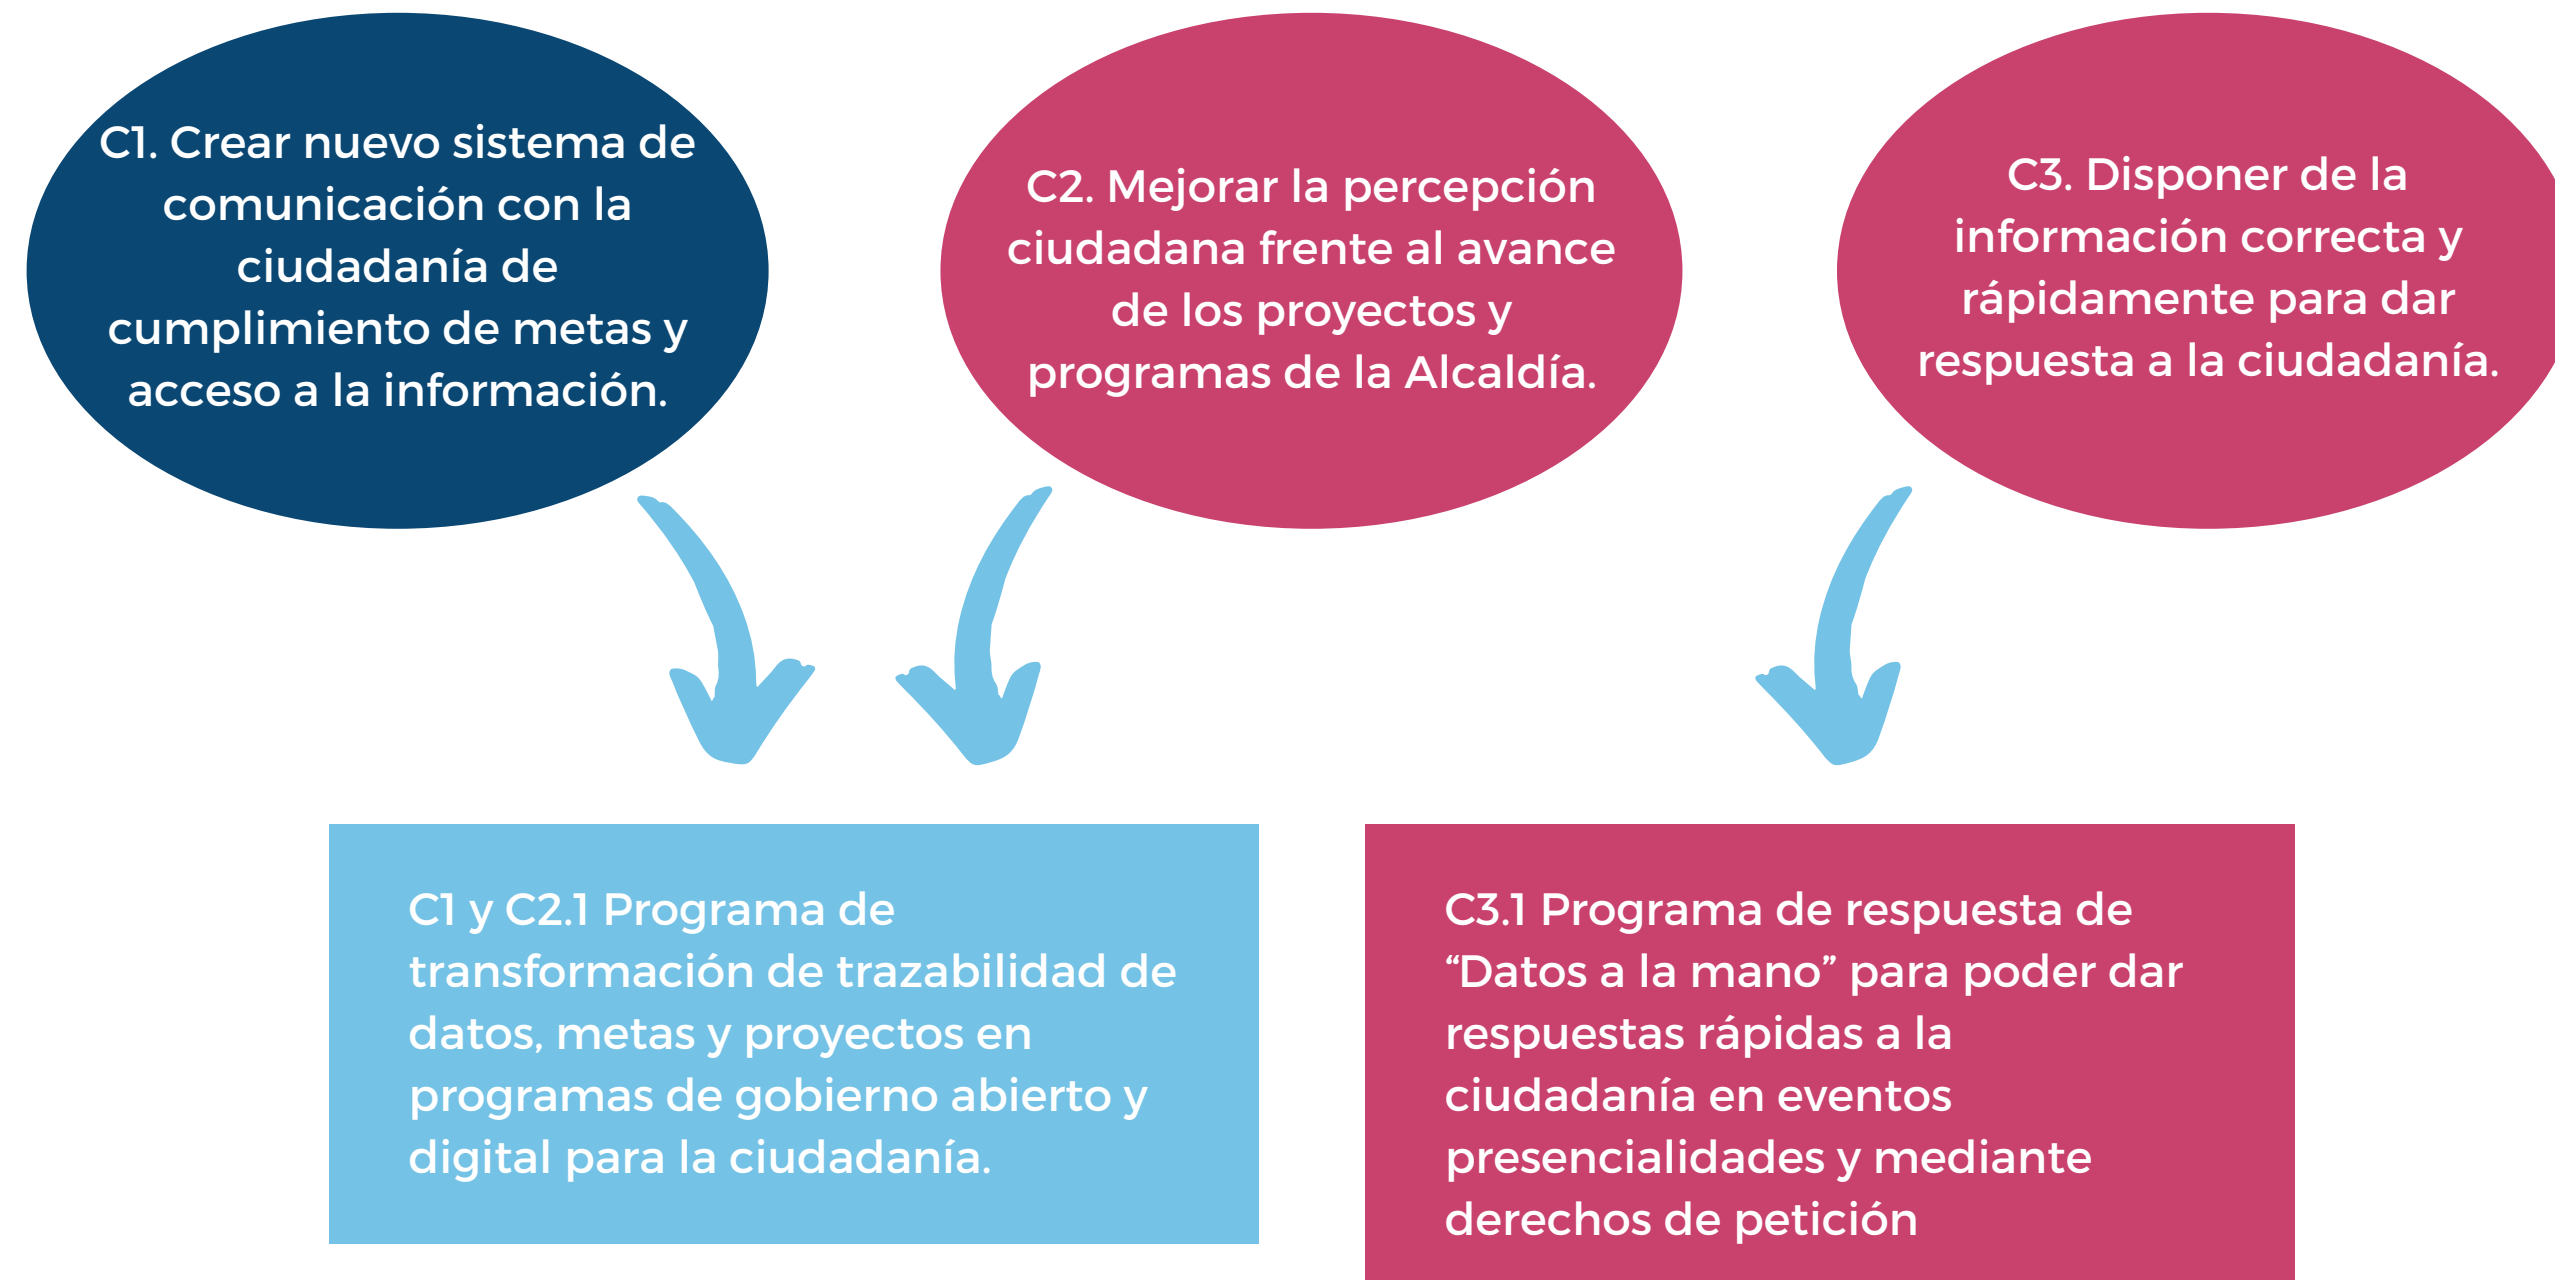 C1. Crear nuevo sistema de
comunicación con la
ciudadanía de
cumplimiento de metas y
acceso a la información.
C2. Mejorar la percepción
ciudadana frente al avance
de los proyectos y
programas de la Alcaldía.
C3. Disponer de la
información correcta y
rápidamente para dar
respuesta a la ciudadanía.
C1 y C2.1 Programa de
transformación de trazabilidad de
datos, metas y proyectos en
programas de gobierno abierto y
digital para la ciudadanía.
C3.1 Programa de respuesta de
“Datos a la mano” para poder dar
respuestas rápidas a la
ciudadanía en eventos
presencialidades y mediante
derechos de petición